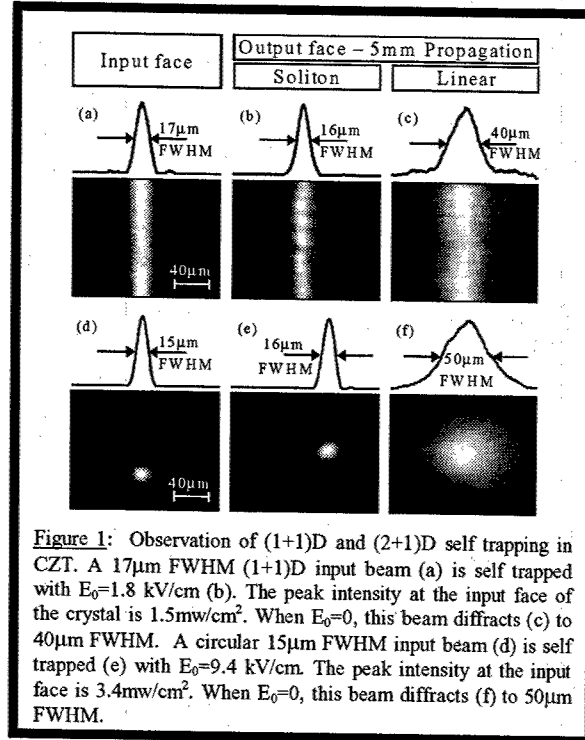 Input face
Output face – 5mm Propagation
Soliton
Linear
(a)
17μm
FWHM
(b)
16μm
FWHM
(c)
40μm
FWHM
40μm
(d)
15μm
FWHM
(e)
16μm
FWHM
(f)
50μm
FWHM
40μm
Figure 1: Observation of (1+1)D and (2+1)D self trapping in
CZT. A 17μm FWHM (1+1)D input beam (a) is self trapped
with E₀=1.8 kV/cm (b). The peak intensity at the input face of
the crystal is 1.5mw/cm². When E₀=0, this beam diffracts (c) to
40μm FWHM. A circular 15μm FWHM input beam (d) is self
trapped (e) with E₀=9.4 kV/cm. The peak intensity at the input
face is 3.4mw/cm². When E₀=0, this beam diffracts (f) to 50μm
FWHM.